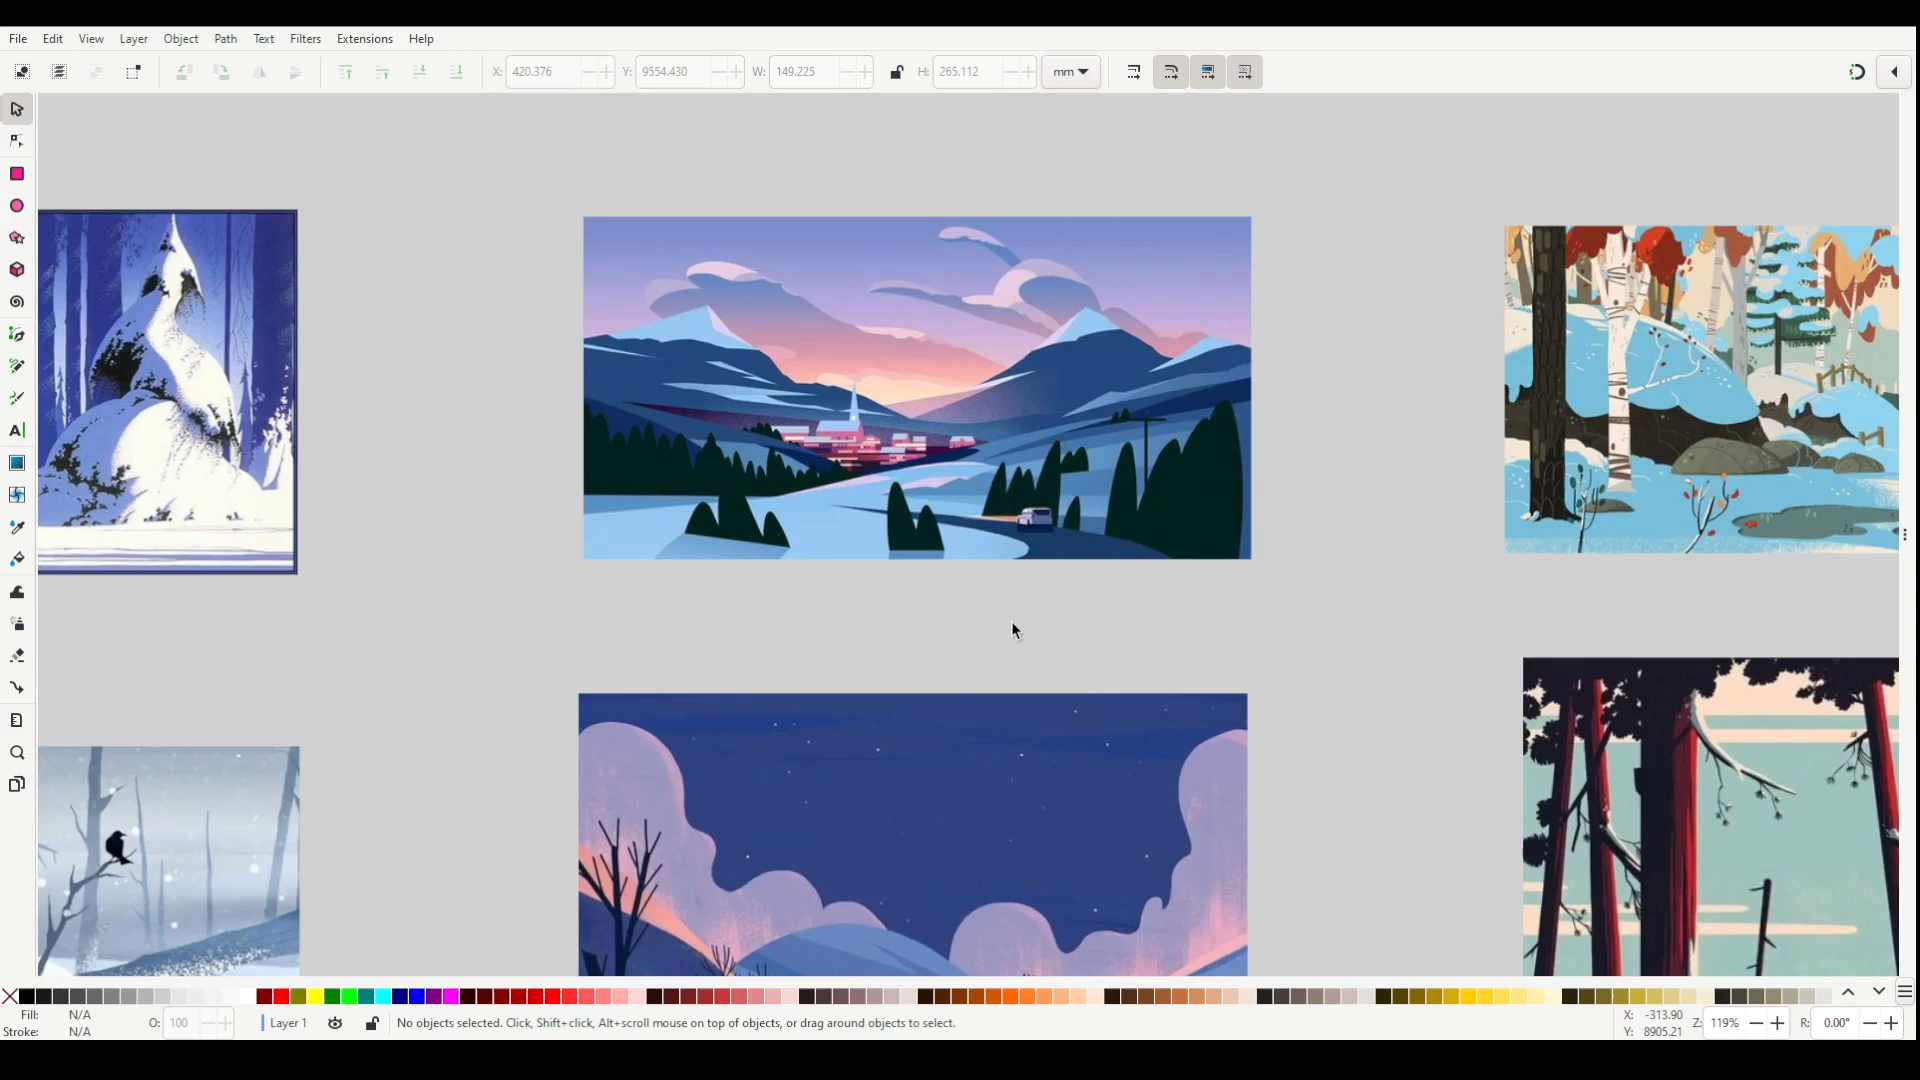 File Edit View Layer Object Path Text Filters Extensions Help
X: 420.376 Y: 9554.430 W: 149.225 H: 265.112 mm
A
Fill: N/A
Stroke: N/A
O: 100
Layer 1
No objects selected. Click, Shift+click, Alt+scroll mouse on top of objects, or drag around objects to select.
X: -313.90
Y: 8905.21
Z: 119%
R: 0.00°